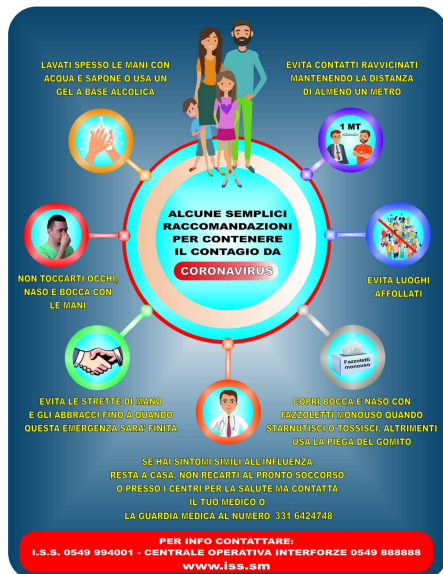 LAVATI SPESSO LE MANI CON
ACQUA E SAPONE O USA UN
GEL A BASE ALCOLICA
EVITA CONTATTI RAVVICINATI
MANTENENDO LA DISTANZA
DI ALMENO UN METRO
1 MT
ALCUNE SEMPLICI
RACCOMANDAZIONI
PER CONTENERE
IL CONTAGIO DA
CORONAVIRUS
NON TOCCARTI OCCHI,
NASO E BOCCA CON
LE MANI
EVITA LUOGHI
AFFOLLATI
Fazzoletti
monouso
EVITA LE STRETTE DI MANO
E GLI ABBRACCI FINO A QUANDO
QUESTA EMERGENZA SARA' FINITA
COPRI BOCCA E NASO CON
FAZZOLETTI MONOUSO QUANDO
STARNUTISCI O TOSSISCI, ALTRIMENTI
USA LA PIEGA DEL GOMITO
SE HAI SINTOMI SIMILI ALL'INFLUENZA
RESTA A CASA, NON RECARTI AL PRONTO SOCCORSO
O PRESSO I CENTRI PER LA SALUTE MA CONTATTA
IL TUO MEDICO O
LA GUARDIA MEDICA AL NUMERO 331 6424748
PER INFO CONTATTARE:
I.S.S. 0549 994001 - CENTRALE OPERATIVA INTERFORZE 0549 888888
www.iss.sm